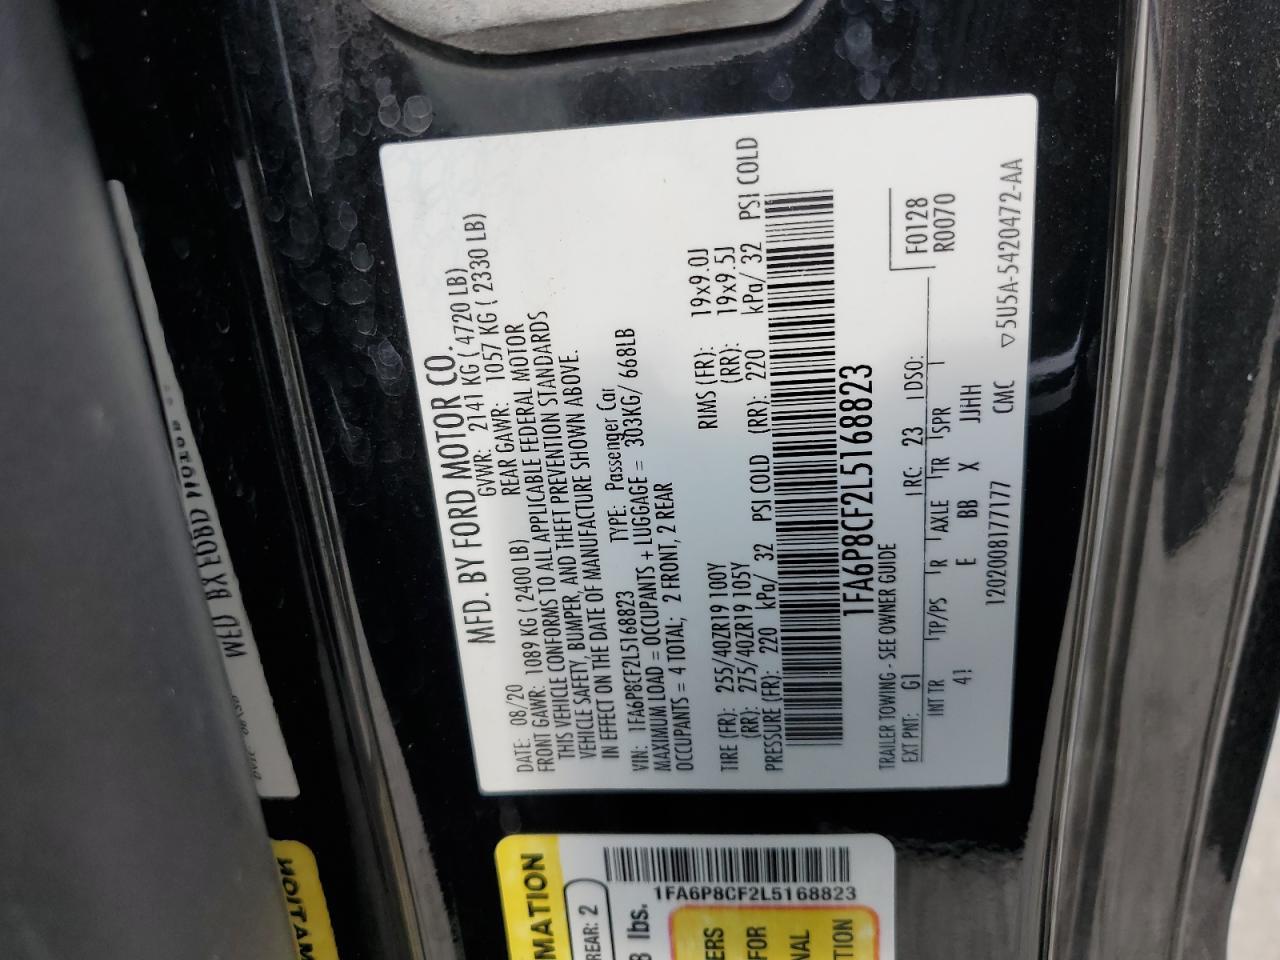 MFD. BY FORD MOTOR CO.
DATE: 08/20 GVWR: 2141 KG ( 4720 LB)
FRONT GAWR: 1089 KG ( 2400 LB) REAR GAWR: 1057 KG ( 2330 LB)
THIS VEHICLE CONFORMS TO ALL APPLICABLE FEDERAL MOTOR
VEHICLE SAFETY, BUMPER, AND THEFT PREVENTION STANDARDS
IN EFFECT ON THE DATE OF MANUFACTURE SHOWN ABOVE.
VIN: 1FA6P8CF2L5168823 TYPE: Passenger Car
MAXIMUM LOAD = OCCUPANTS + LUGGAGE = 303KG/ 668LB
OCCUPANTS = 4 TOTAL; 2 FRONT, 2 REAR
TIRE (FR): 255/40ZR19 100Y RIMS (FR): 19x9.0J
(RR): 275/40ZR19 105Y (RR): 19x9.5J
PRESSURE (FR): 220 kPa/ 32 PSI COLD (RR): 220 kPa/ 32 PSI COLD
1FA6P8CF2L5168823
TRAILER TOWING - SEE OWNER GUIDE
F0128
R0070
EXT PNT: G1 RC: 23 DSO:
INT TR TP/PS R AXLE TR SPR
41 E BB X JJHH
1202008177177 CMC ▽5U5A-5420472-AA
MATION
REAR: 2
1FA6P8CF2L5168823
lbs.
ERS
FOR
NAL
TION